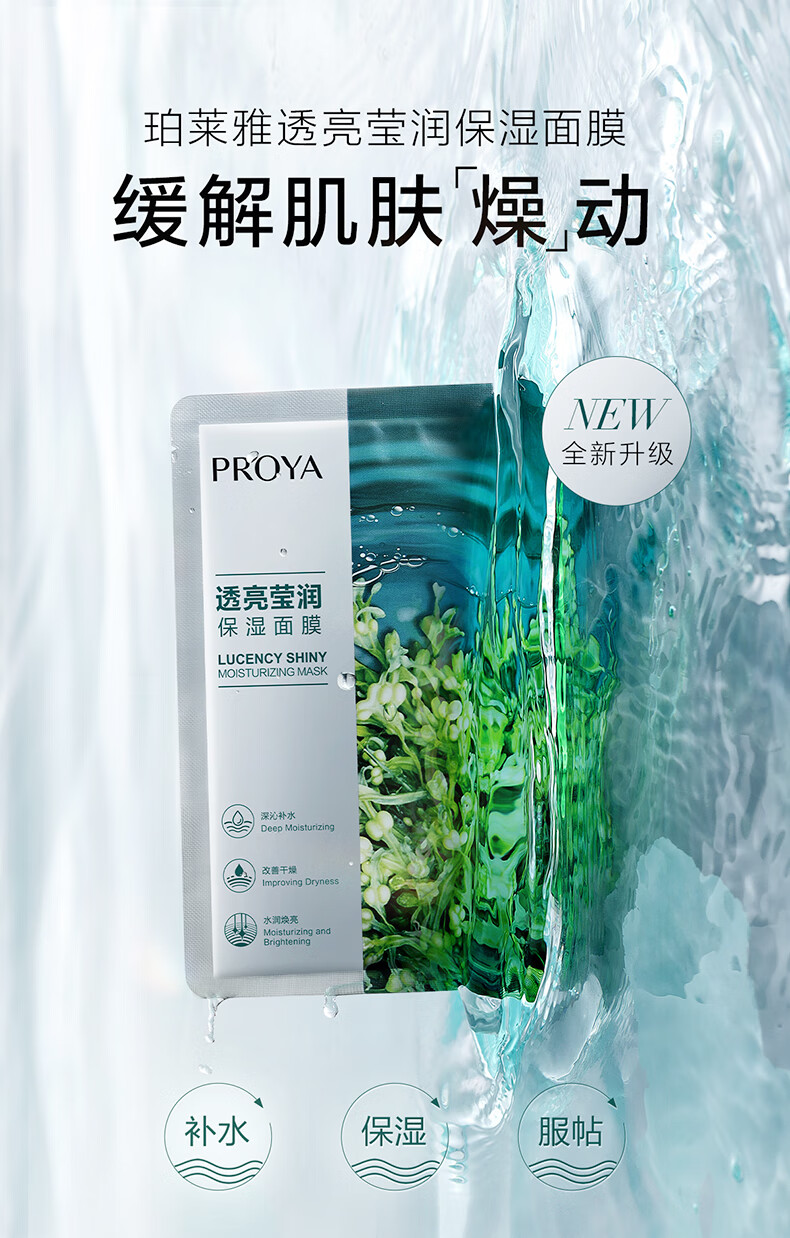 珀莱雅透亮莹润保湿面膜
缓解肌肤「燥」动
NEW
全新升级
PROYA
透亮莹润
保湿面膜
LUCENCY SHINY
MOISTURIZING MASK
深沁补水
Deep Moisturizing
改善干燥
Improving Dryness
水润焕亮
Moisturizing and
Brightening
补水
保湿
服帖